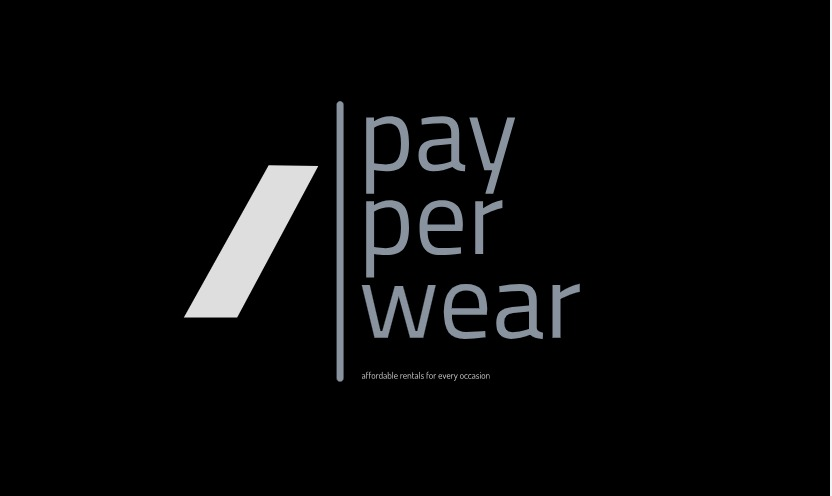 pay
per
wear
affordable rentals for every occasion